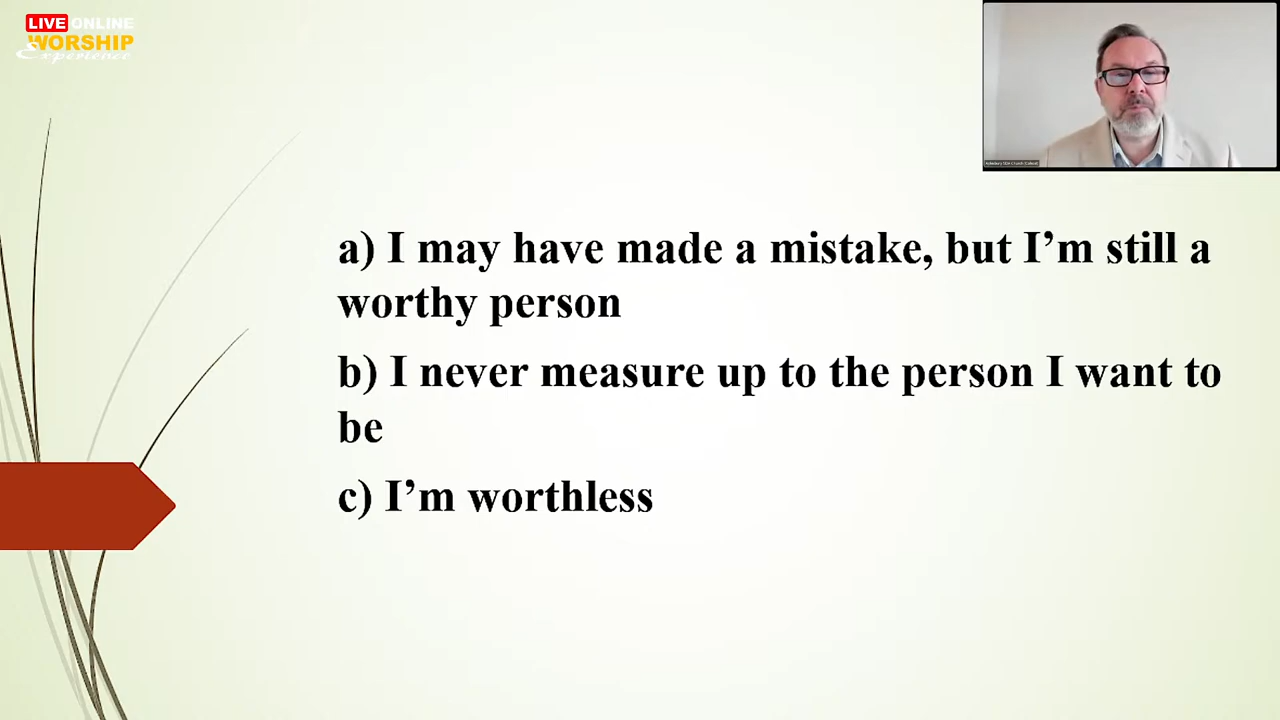 LIVE ONLINE
WORSHIP
Experience
a) I may have made a mistake, but I’m still a
worthy person
b) I never measure up to the person I want to
be
c) I’m worthless